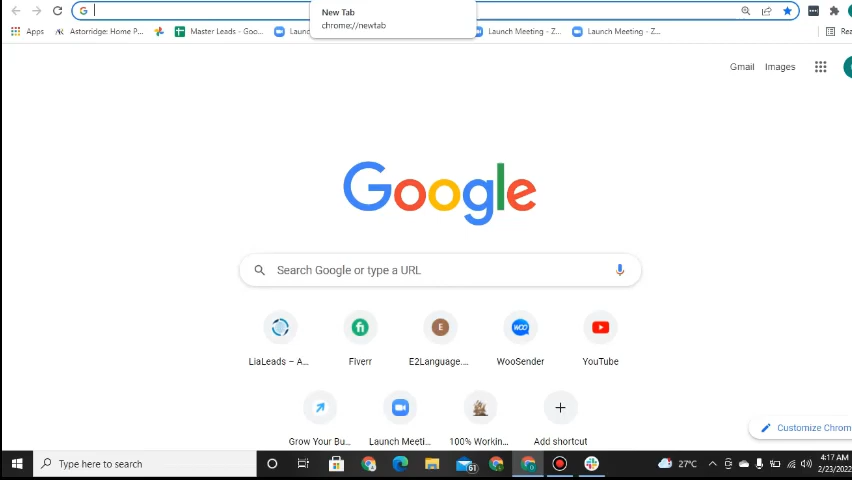 New Tab
chrome://newtab
Apps
Astorridge: Home P...
Master Leads - Goo...
Launch Meeting - Z...
Launch Meeting - Z...
Gmail
Images
Google
Search Google or type a URL
LiaLeads – A...
Fiverr
E2Language....
WooSender
YouTube
Grow Your Bu...
Launch Meeti...
100% Workin...
Add shortcut
Customize Chrom
Type here to search
61
27°C
4:17 AM
2/23/2022